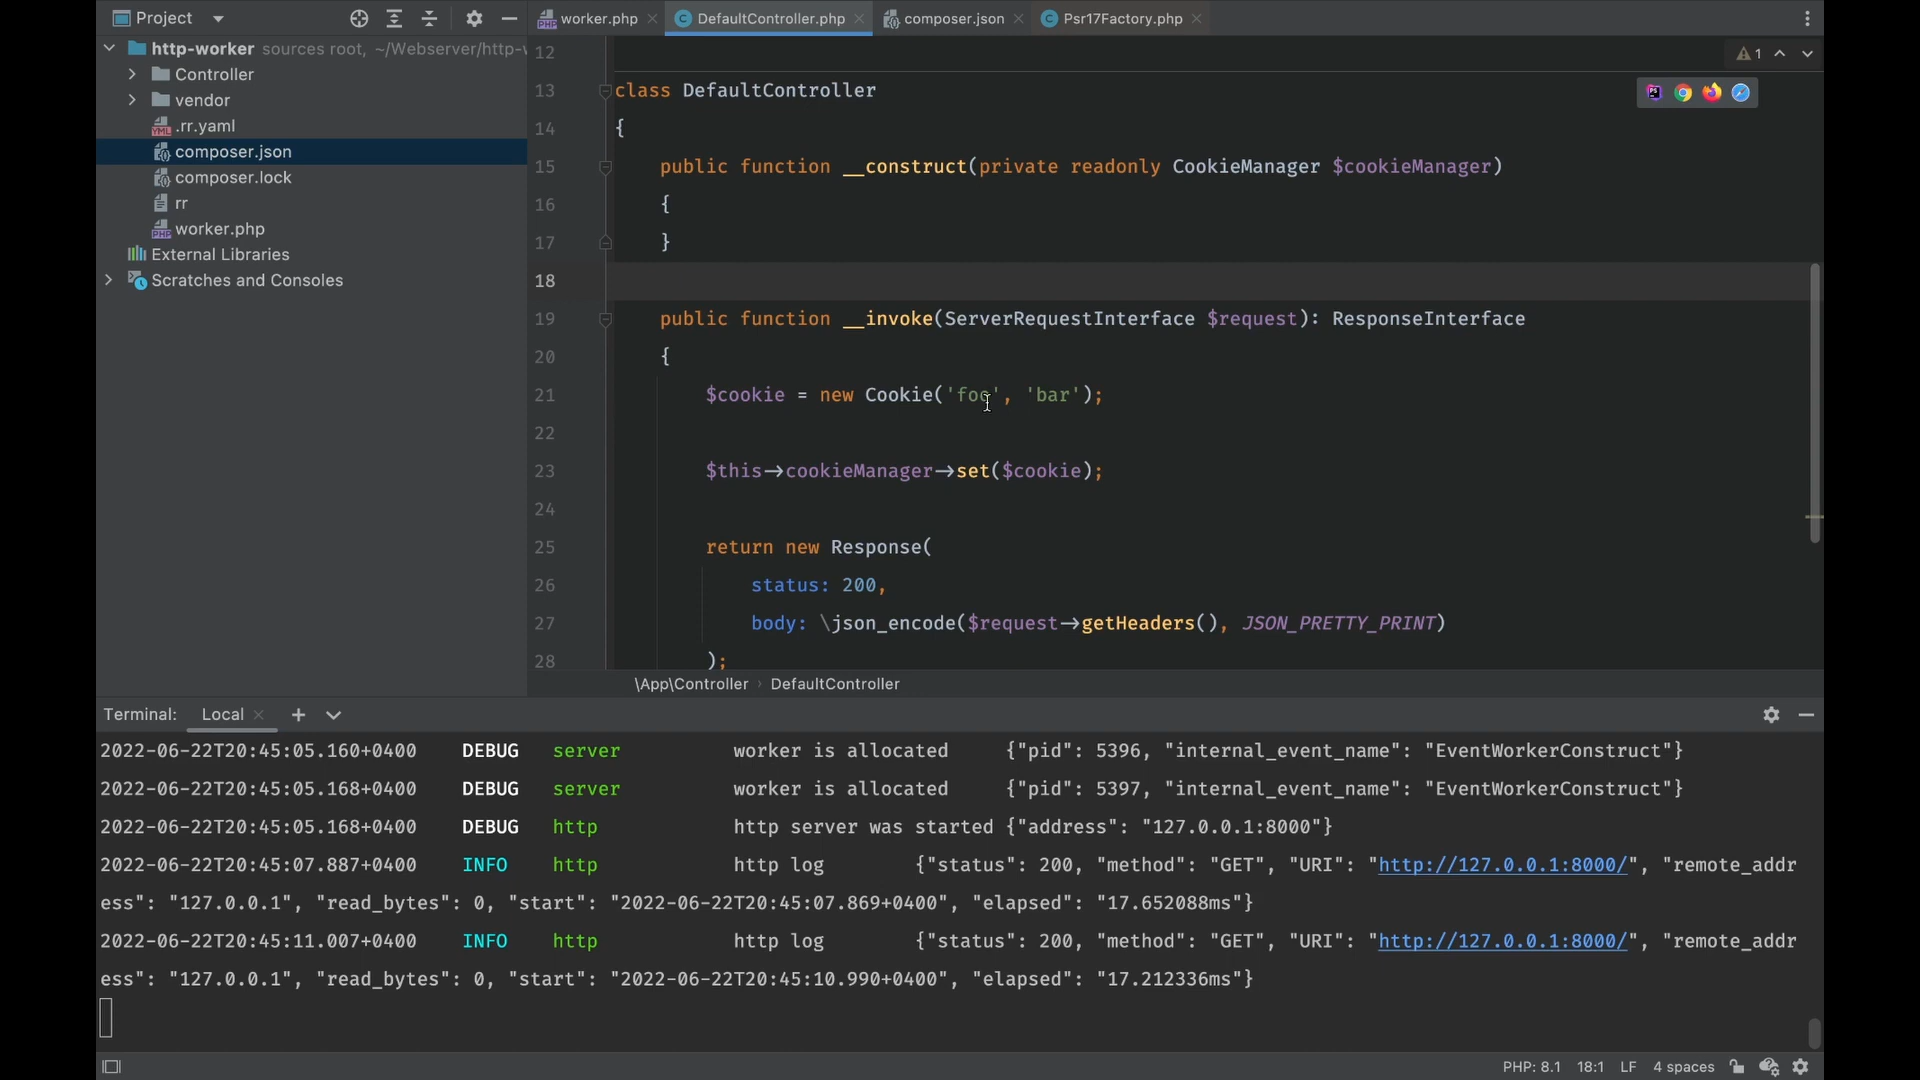 Project
worker.php
DefaultController.php
composer.json
Psr17Factory.php
http-worker sources root, ~/Webserver/http-w
Controller
vendor
.rr.yaml
composer.json
composer.lock
rr
worker.php
External Libraries
Scratches and Consoles
1
12
13 class DefaultController
14 {
15 public function __construct(private readonly CookieManager $cookieManager)
16 {
17 }
18
19 public function __invoke(ServerRequestInterface $request): ResponseInterface
20 {
21 $cookie = new Cookie('foo', 'bar');
22
23 $this→cookieManager→set($cookie);
24
25 return new Response(
26 status: 200,
27 body: \json_encode($request→getHeaders(), JSON_PRETTY_PRINT)
28 );
\App\Controller › DefaultController
Terminal: Local
2022-06-22T20:45:05.160+0400 DEBUG server worker is allocated {"pid": 5396, "internal_event_name": "EventWorkerConstruct"}
2022-06-22T20:45:05.168+0400 DEBUG server worker is allocated {"pid": 5397, "internal_event_name": "EventWorkerConstruct"}
2022-06-22T20:45:05.168+0400 DEBUG http http server was started {"address": "127.0.0.1:8000"}
2022-06-22T20:45:07.887+0400 INFO http http log {"status": 200, "method": "GET", "URI": "http://127.0.0.1:8000/", "remote_addr
ess": "127.0.0.1", "read_bytes": 0, "start": "2022-06-22T20:45:07.869+0400", "elapsed": "17.652088ms"}
2022-06-22T20:45:11.007+0400 INFO http http log {"status": 200, "method": "GET", "URI": "http://127.0.0.1:8000/", "remote_addr
ess": "127.0.0.1", "read_bytes": 0, "start": "2022-06-22T20:45:10.990+0400", "elapsed": "17.212336ms"}
PHP: 8.1 18:1 LF 4 spaces